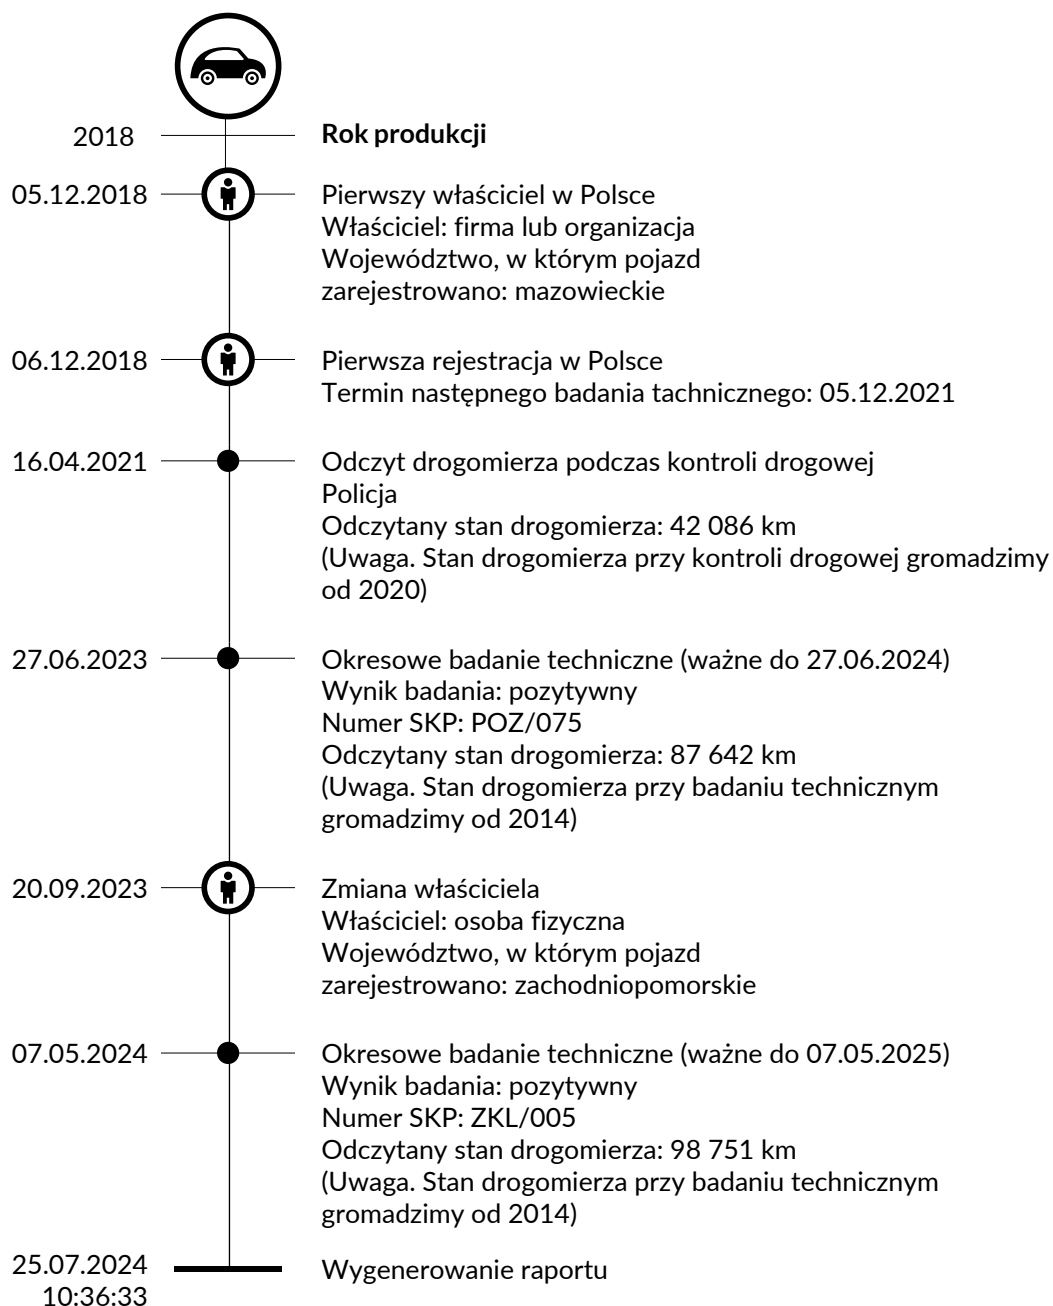 2018 Rok produkcji
05.12.2018 Pierwszy właściciel w Polsce
Właściciel: firma lub organizacja
Województwo, w którym pojazd
zarejestrowano: mazowieckie
06.12.2018 Pierwsza rejestracja w Polsce
Termin następnego badania tachnicznego: 05.12.2021
16.04.2021 Odczyt drogomierza podczas kontroli drogowej
Policja
Odczytany stan drogomierza: 42 086 km
(Uwaga. Stan drogomierza przy kontroli drogowej gromadzimy
od 2020)
27.06.2023 Okresowe badanie techniczne (ważne do 27.06.2024)
Wynik badania: pozytywny
Numer SKP: POZ/075
Odczytany stan drogomierza: 87 642 km
(Uwaga. Stan drogomierza przy badaniu technicznym
gromadzimy od 2014)
20.09.2023 Zmiana właściciela
Właściciel: osoba fizyczna
Województwo, w którym pojazd
zarejestrowano: zachodniopomorskie
07.05.2024 Okresowe badanie techniczne (ważne do 07.05.2025)
Wynik badania: pozytywny
Numer SKP: ZKL/005
Odczytany stan drogomierza: 98 751 km
(Uwaga. Stan drogomierza przy badaniu technicznym
gromadzimy od 2014)
25.07.2024 Wygenerowanie raportu
10:36:33